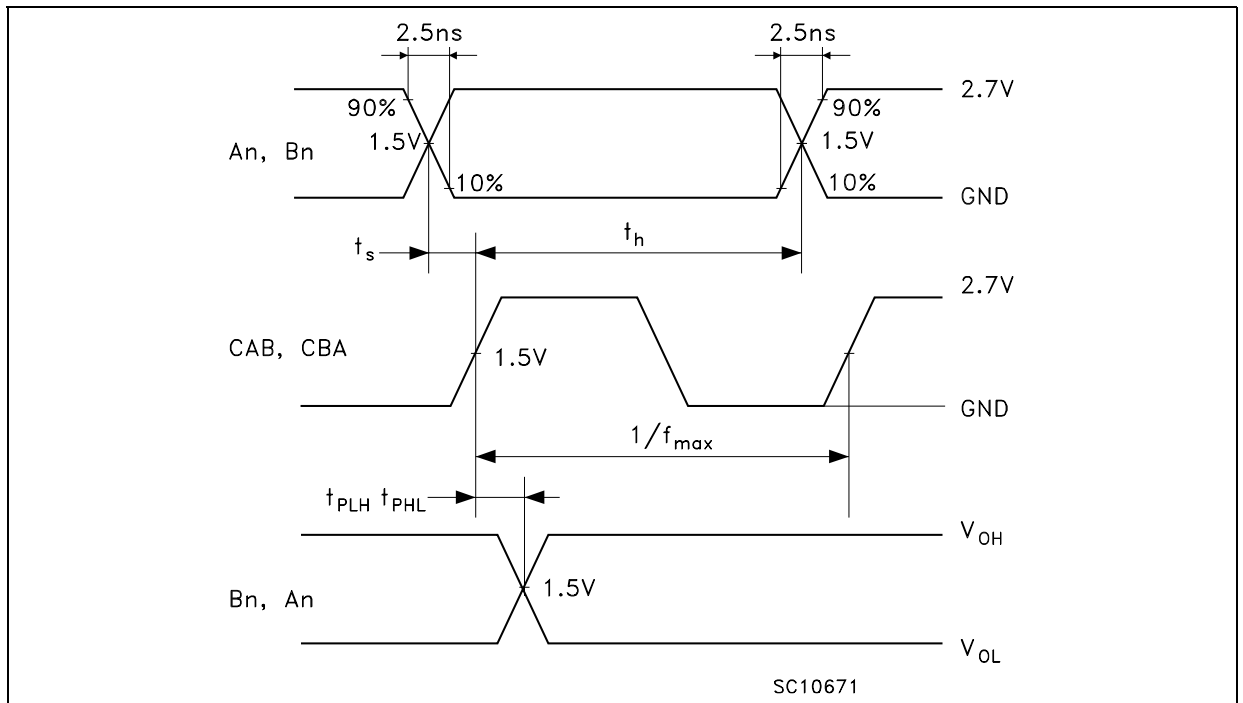 2.5ns 2.5ns
2.7V
90% 90%
An, Bn 1.5V 1.5V
10% 10%
GND
ts th
2.7V
CAB, CBA 1.5V
GND
1/fmax
tPLH tPHL
VOH
Bn, An 1.5V
VOL
SC10671